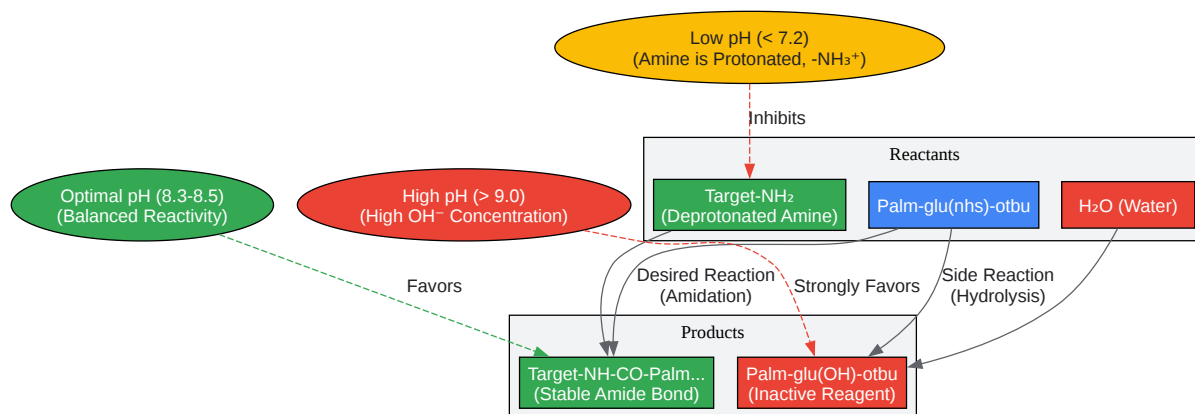 Low pH (< 7.2)
(Amine is Protonated, -NH₃⁺)
Inhibits
Reactants
Optimal pH (8.3-8.5)
(Balanced Reactivity)
High pH (> 9.0)
(High OH⁻ Concentration)
Target-NH₂
(Deprotonated Amine)
Palm-glu(nhs)-otbu
H₂O (Water)
Favors
Desired Reaction
(Amidation)
Strongly Favors
Side Reaction
(Hydrolysis)
Products
Target-NH-CO-Palm...
(Stable Amide Bond)
Palm-glu(OH)-otbu
(Inactive Reagent)